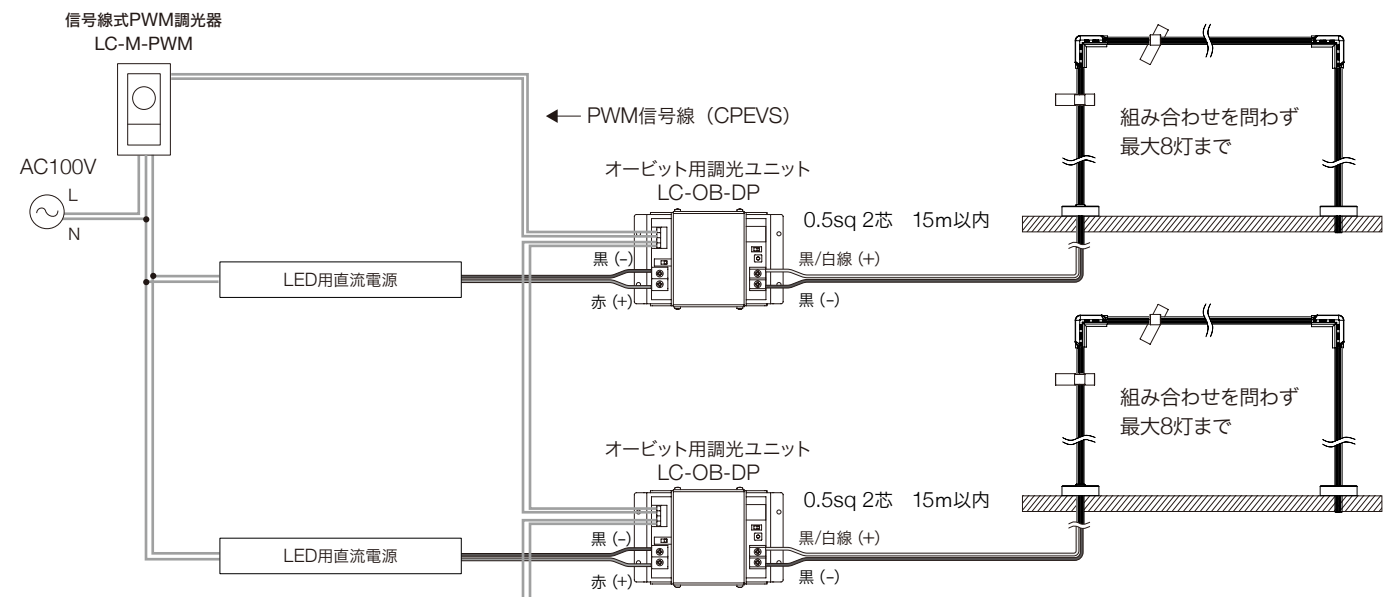 信号線式PWM調光器
LC-M-PWM
PWM信号線（CPEVS）
組み合わせを問わず
最大8灯まで
AC100V
L
N
オービット用調光ユニット
LC-OB-DP
0.5sq 2芯　15m以内
黒 (−)
黒/白線 (+)
LED用直流電源
赤 (+)
黒 (−)
組み合わせを問わず
最大8灯まで
オービット用調光ユニット
LC-OB-DP
0.5sq 2芯　15m以内
黒 (−)
黒/白線 (+)
LED用直流電源
赤 (+)
黒 (−)